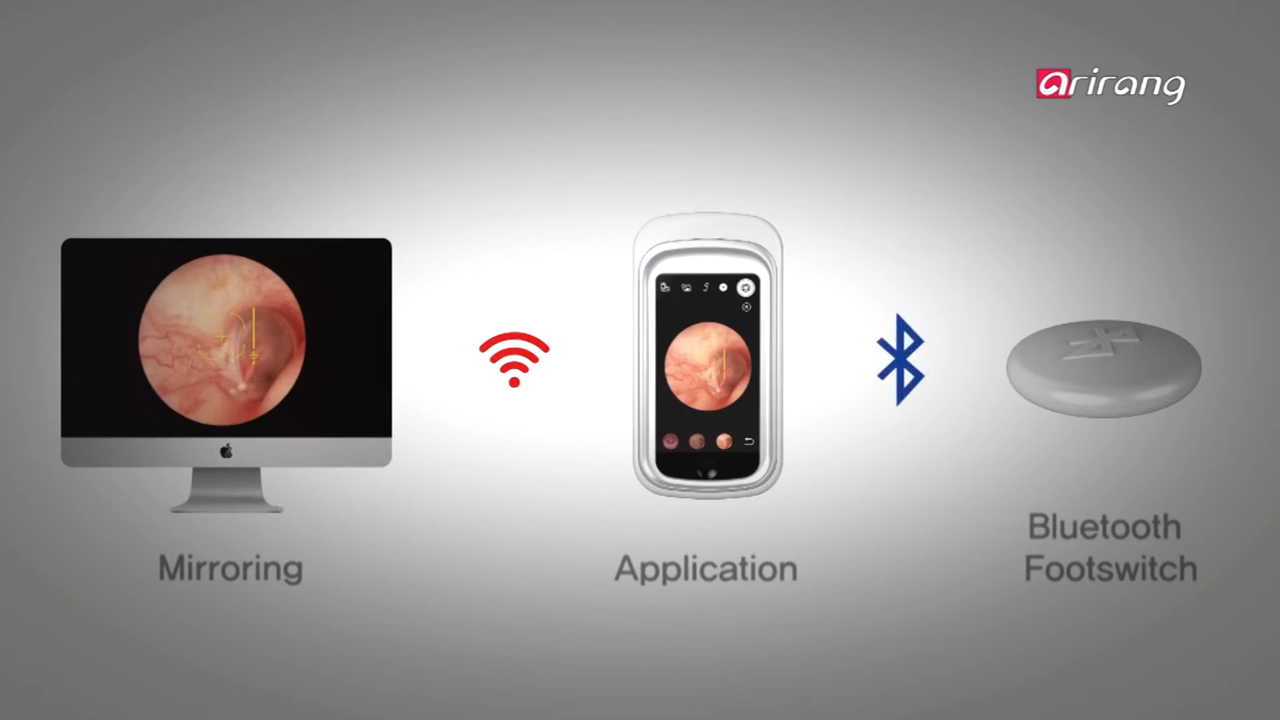 arirang
Mirroring
Application
Bluetooth
Footswitch